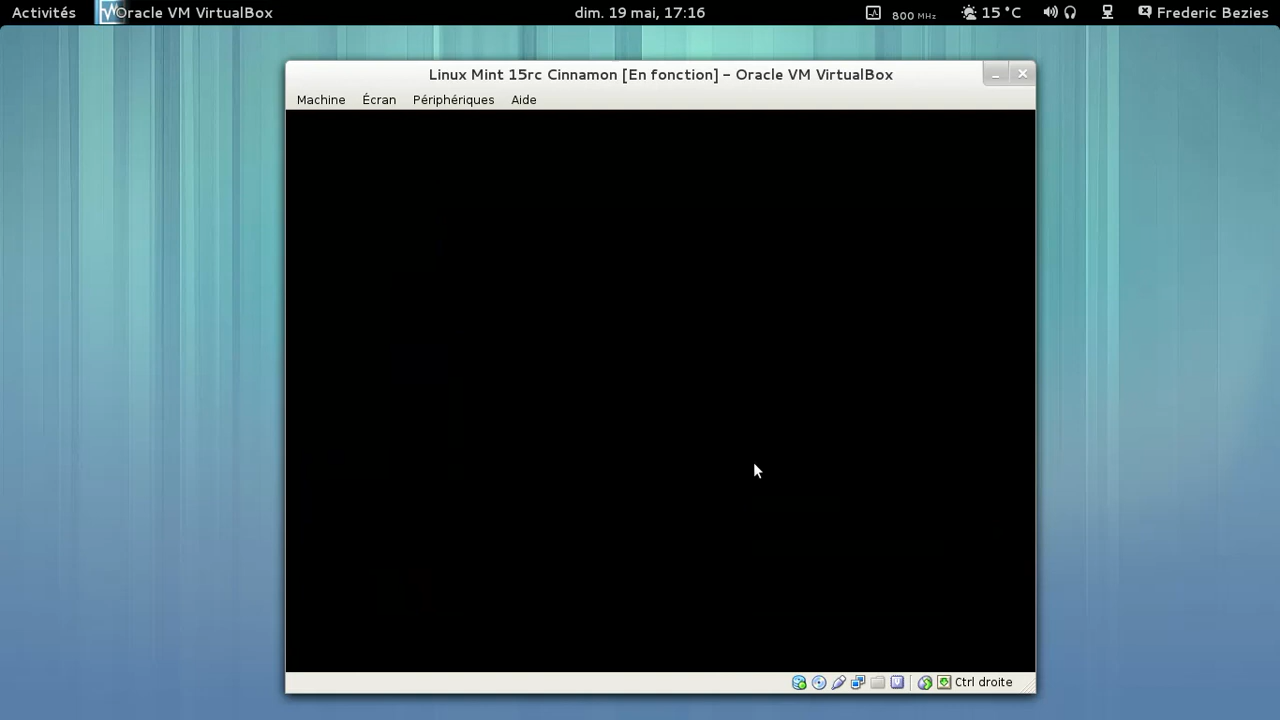 Activités Oracle VM VirtualBox dim. 19 mai, 17:16 800 MHz 15 °C Frederic Bezies
Linux Mint 15rc Cinnamon [En fonction] – Oracle VM VirtualBox
Machine Écran Périphériques Aide
Ctrl droite